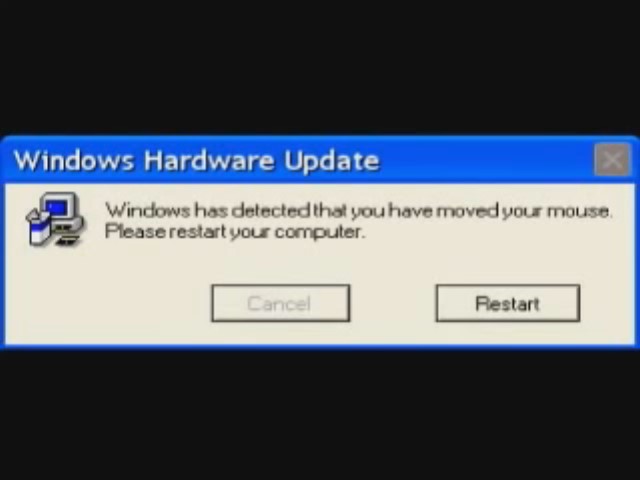 Windows Hardware Update
Windows has detected that you have moved your mouse.
Please restart your computer.
Cancel
Restart